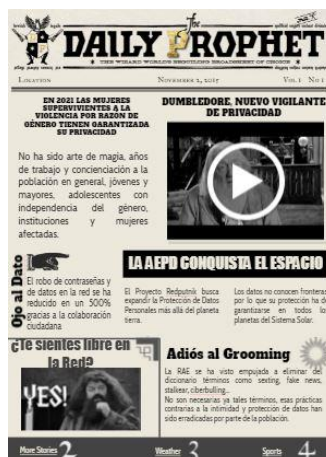 The
DAILY PROPHET
THE WIZARD WORLD'S BEGUILING BROADSHEET OF CHOICE
LOCATION NOVEMBER 2, 2017 VOL 1 NO 1
EN 2021 LAS MUJERES
SUPERVIVIENTES A LA
VIOLENCIA POR RAZON DE
GÉNERO TIENEN GARANTIZADA
SU PRIVACIDAD
No ha sido arte de magia, años
de trabajo y concienciación a la
población en general, jóvenes y
mayores, adolescentes con
independencia del género,
instituciones y mujeres
afectadas.
DUMBLEDORE, NUEVO VIGILANTE
DE PRIVACIDAD
Ojo al Dato
El robo de contraseñas y
de datos en la red se ha
reducido en un 500%
gracias a la colaboración
ciudadana
LA AEPD CONQUISTA EL ESPACIO
El Proyecto Redputnik busca
expandir la Protección de Datos
Personales más allá del planeta
tierra.
Los datos no conocen fronteras
por lo que su protección ha d
garantizarse en todos lo
planetas del Sistema Solar.
¿Te sientes libre en
la Red?
YES!
Adiós al Grooming
La RAE se ha visto empujada a eliminar del
diccionario términos como sexting, fake news,
stalkear, ciberbulling...
No son necesarias ya tales términos, esas prácticas
contrarias a la intimidad y protección de datos han
sido erradicadas por parte de la población.
More Stories 2 Weather 3 Sports 4